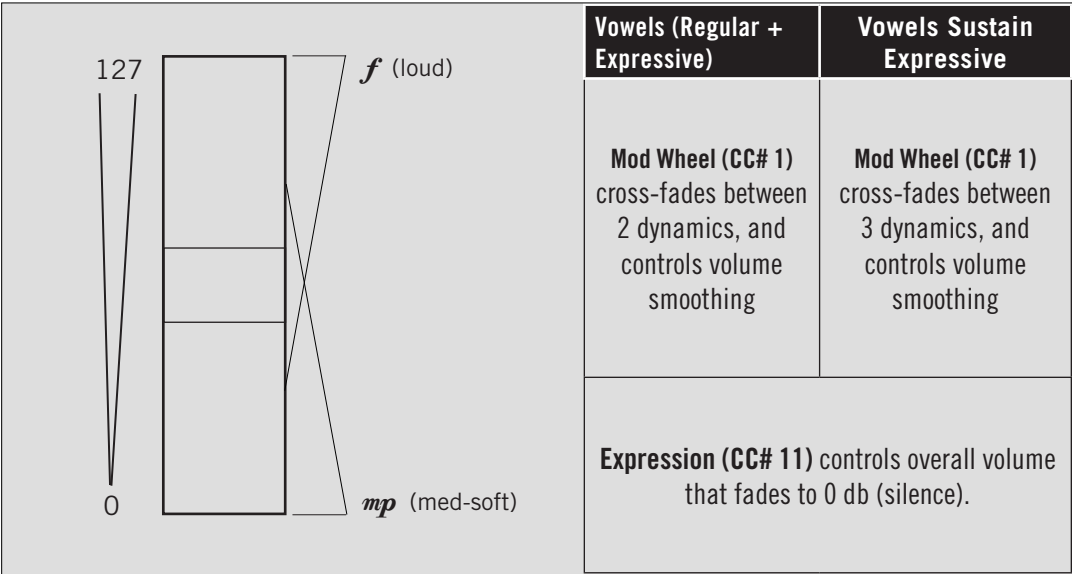 127
f (loud)
0
mp (med-soft)
Vowels (Regular +
Expressive)
Vowels Sustain
Expressive
Mod Wheel (CC# 1)
cross-fades between
2 dynamics, and
controls volume
smoothing
Mod Wheel (CC# 1)
cross-fades between
3 dynamics, and
controls volume
smoothing
Expression (CC# 11) controls overall volume
that fades to 0 db (silence).